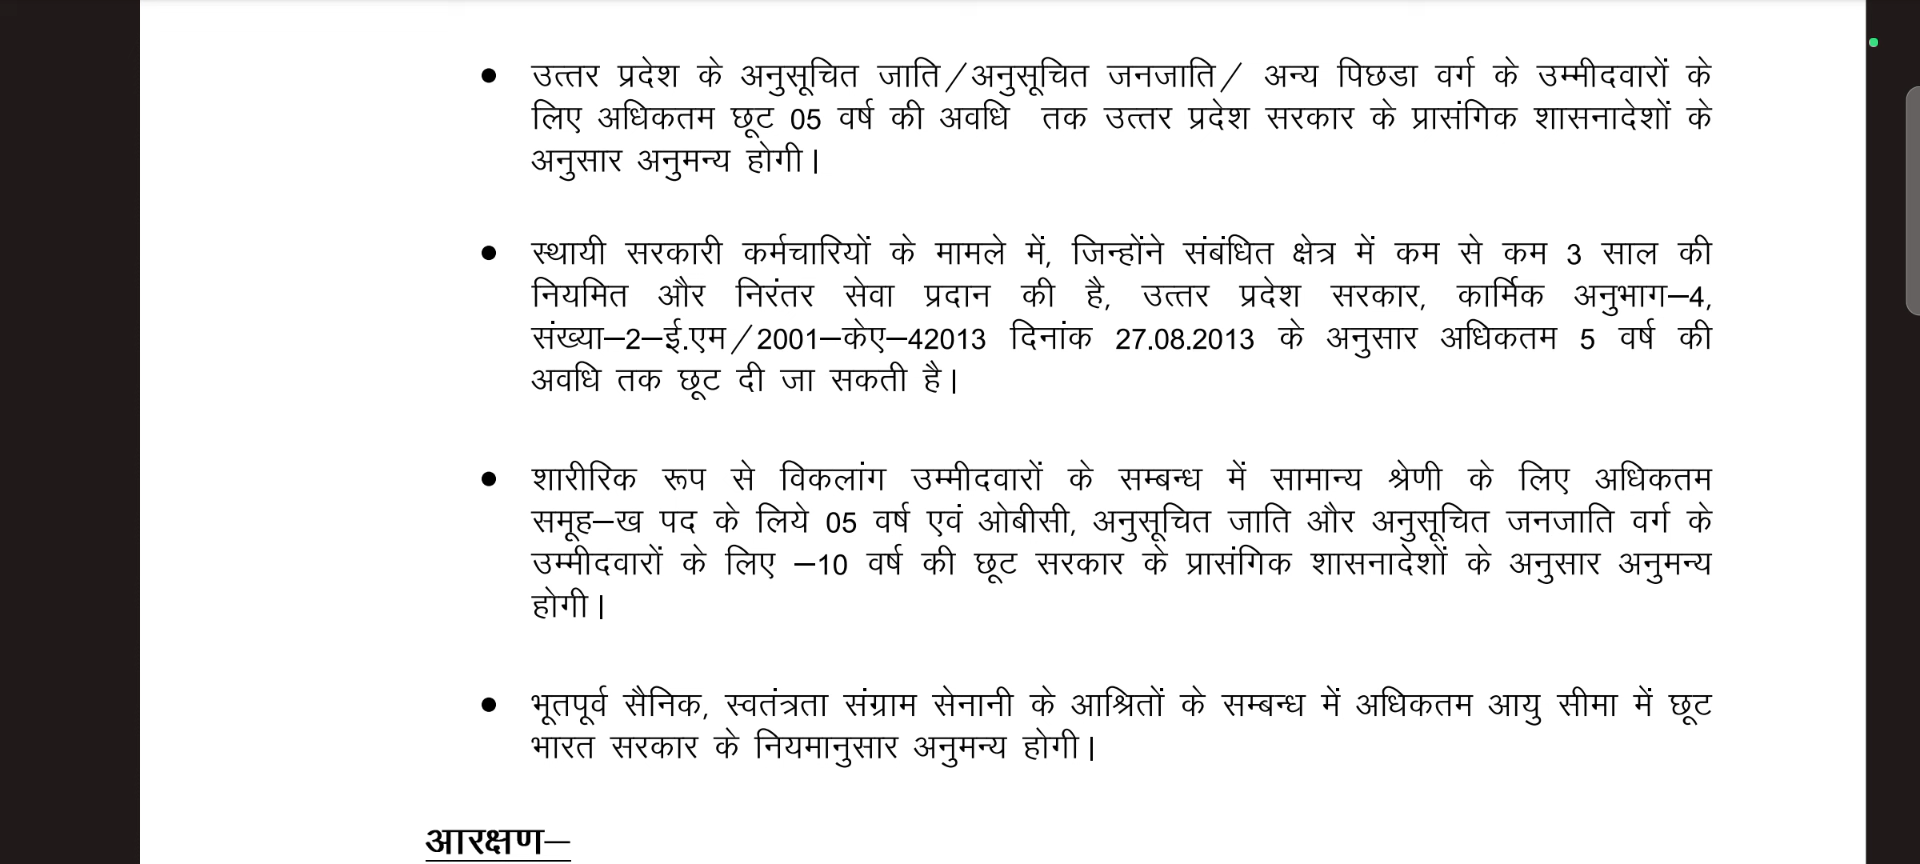 • उत्तर प्रदेश के अनुसूचित जाति/अनुसूचित जनजाति/ अन्य पिछडा वर्ग के उम्मीदवारों के
लिए अधिकतम छूट 05 वर्ष की अवधि तक उत्तर प्रदेश सरकार के प्रासंगिक शासनादेशों के
अनुसार अनुमन्य होगी।
• स्थायी सरकारी कर्मचारियों के मामले में, जिन्होंने संबंधित क्षेत्र में कम से कम 3 साल की
नियमित और निरंतर सेवा प्रदान की है, उत्तर प्रदेश सरकार, कार्मिक अनुभाग–4,
संख्या–2–ई.एम/2001–केए–42013 दिनांक 27.08.2013 के अनुसार अधिकतम 5 वर्ष की
अवधि तक छूट दी जा सकती है।
• शारीरिक रूप से विकलांग उम्मीदवारों के सम्बन्ध में सामान्य श्रेणी के लिए अधिकतम
समूह–ख पद के लिये 05 वर्ष एवं ओबीसी, अनुसूचित जाति और अनुसूचित जनजाति वर्ग के
उम्मीदवारों के लिए –10 वर्ष की छूट सरकार के प्रासंगिक शासनादेशों के अनुसार अनुमन्य
होगी।
• भूतपूर्व सैनिक, स्वतंत्रता संग्राम सेनानी के आश्रितों के सम्बन्ध में अधिकतम आयु सीमा में छूट
भारत सरकार के नियमानुसार अनुमन्य होगी।
आरक्षण–